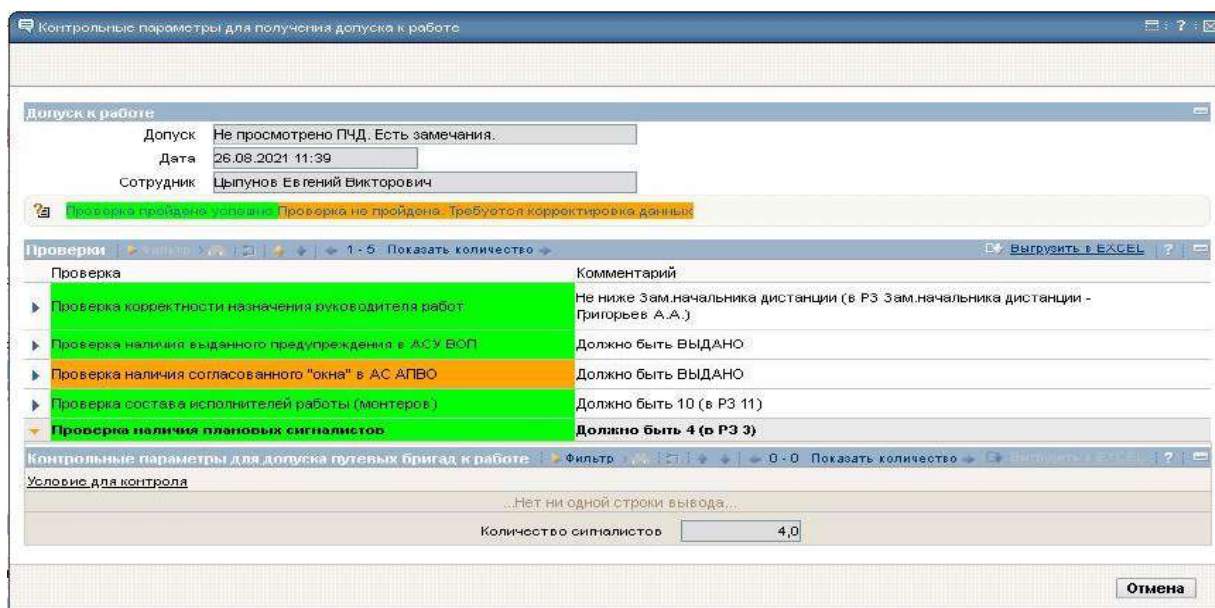 Контрольные параметры для получения допуска к работе
Допуск к работе
Допуск Не просмотрено ПЧД. Есть замечания.
Дата 26.08.2021 11:39
Сотрудник Цыпунов Евгений Викторович
Проверка пройдена успешно Проверка не пройдена. Требуется корректировка данных
Проверки Фильтр 1 - 5 Показать количество Выгрузить в EXCEL ?
Проверка Комментарий
Проверка корректности назначения руководителя работ Не ниже Зам.начальника дистанции (в РЗ Зам.начальника дистанции -
Григорьев А.А.)
Проверка наличия выданного предупреждения в АСУ ВОП Должно быть ВЫДАНО
Проверка наличия согласованного "окна" в АС АПВО Должно быть ВЫДАНО
Проверка состава исполнителей работы (монтеров) Должно быть 10 (в РЗ 11)
Проверка наличия плановых сигналистов Должно быть 4 (в РЗ 3)
Контрольные параметры для допуска путевых бригад к работе Фильтр 0 - 0 Показать количество Выгрузить в EXCEL ?
Условие для контроля
...Нет ни одной строки вывода...
Количество сигналистов 4,0
Отмена